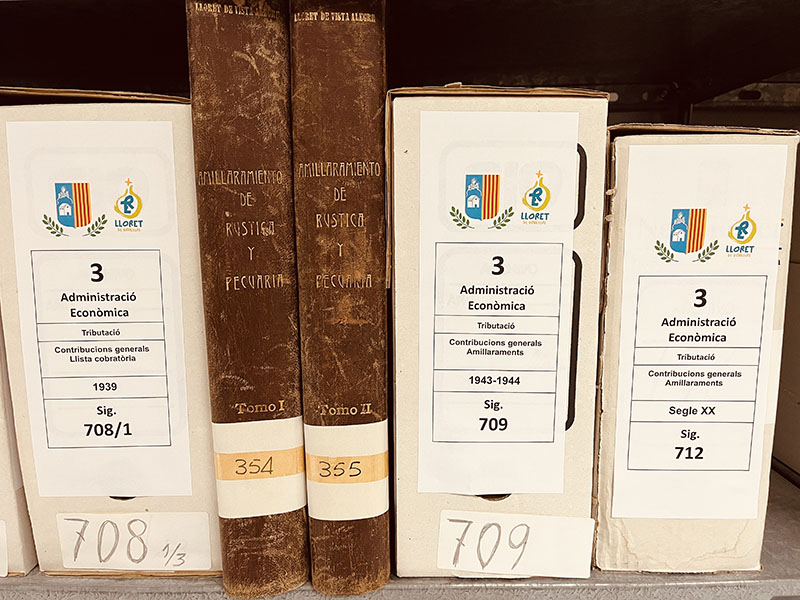 LLORET
3
Administració
Econòmica
Tributació
Contribucions generals
Llista cobratòria
1939
Sig.
708/1
708 1/3
LLORET DE VISTA ALEGRE
AMILLARAMIENTO
DE
RVSTICA
Y
PECUARIA
Tomo I
354
LLORET DE VISTA ALEGRE
AMILLARAMIENTO
DE
RVSTICA
Y
PECUARIA
Tomo II
355
LLORET
3
Administració
Econòmica
Tributació
Contribucions generals
Amillaraments
1943-1944
Sig.
709
709
LLORET
3
Administració
Econòmica
Tributació
Contribucions generals
Amillaraments
Segle XX
Sig.
712